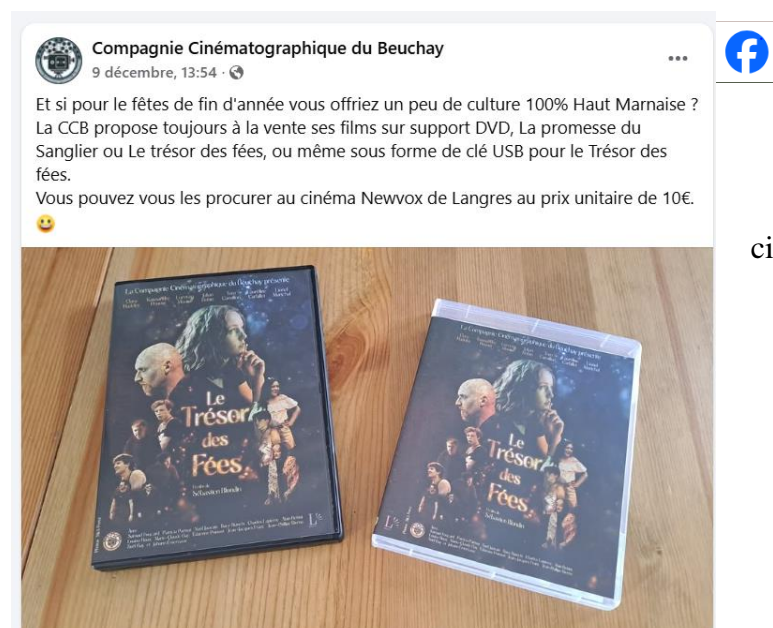 Compagnie Cinématographique du Beuchay
9 décembre, 13:54 ·
Et si pour le fêtes de fin d'année vous offriez un peu de culture 100% Haut Marnaise ?
La CCB propose toujours à la vente ses films sur support DVD, La promesse du
Sanglier ou Le trésor des fées, ou même sous forme de clé USB pour le Trésor des
fées.
Vous pouvez vous les procurer au cinéma Newvox de Langres au prix unitaire de 10€.
ci
La Compagnie Cinématographique du Beuchay présente
Le
Trésor
des
Fées
Sébastien Blondin
La Compagnie Cinématographique du Beuchay présente
Le
Trésor
des
Fées
Sébastien Blondin